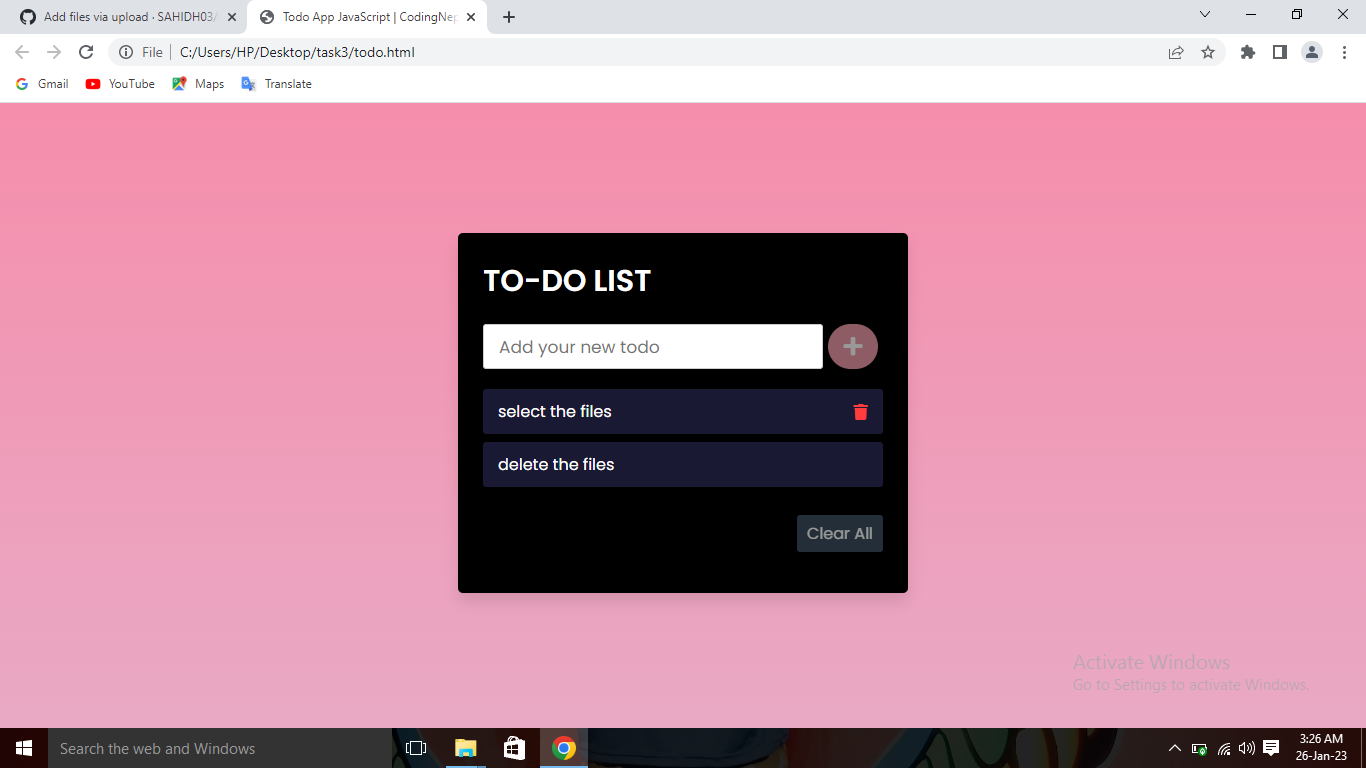 Add files via upload · SAHIDH03/
Todo App JavaScript | CodingNep
File
C:/Users/HP/Desktop/task3/todo.html
Gmail
YouTube
Maps
Translate
TO-DO LIST
Add your new todo
select the files
delete the files
Clear All
Activate Windows
Go to Settings to activate Windows.
Search the web and Windows
3:26 AM
26-Jan-23